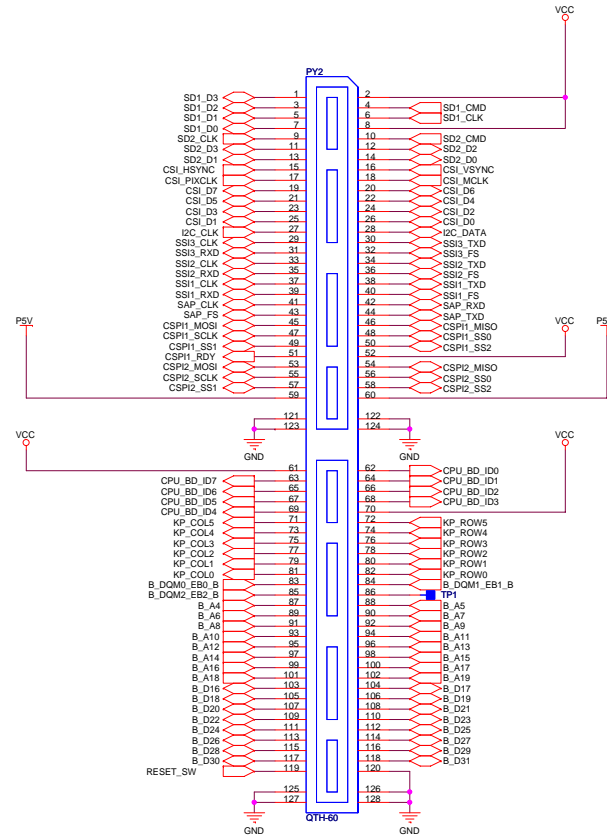 VCC
PY2
SD1_D3 1 2
SD1_D2 3 4 SD1_CMD
SD1_D1 5 6 SD1_CLK
SD1_D0 7 8
SD2_CLK 9 10 SD2_CMD
SD2_D3 11 12 SD2_D2
SD2_D1 13 14 SD2_D0
CSI_HSYNC 15 16 CSI_VSYNC
CSI_PIXCLK 17 18 CSI_MCLK
CSI_D7 19 20 CSI_D6
CSI_D5 21 22 CSI_D4
CSI_D3 23 24 CSI_D2
CSI_D1 25 26 CSI_D0
I2C_CLK 27 28 I2C_DATA
SSI3_CLK 29 30 SSI3_TXD
SSI3_RXD 31 32 SSI3_FS
SSI2_CLK 33 34 SSI2_TXD
SSI2_RXD 35 36 SSI2_FS
SSI1_CLK 37 38 SSI1_TXD
SSI1_RXD 39 40 SSI1_FS
SAP_CLK 41 42 SAP_RXD
SAP_FS 43 44 SAP_TXD
P5V VCC P5
CSPI1_MOSI 45 46 CSPI1_MISO
CSPI1_SCLK 47 48 CSPI1_SS0
CSPI1_SS1 49 50 CSPI1_SS2
CSPI1_RDY 51 52
CSPI2_MOSI 53 54 CSPI2_MISO
CSPI2_SCLK 55 56 CSPI2_SS0
CSPI2_SS1 57 58 CSPI2_SS2
59 60
121 122
123 124
VCC VCC
GND GND
61 62 CPU_BD_ID0
CPU_BD_ID7 63 64 CPU_BD_ID1
CPU_BD_ID6 65 66 CPU_BD_ID2
CPU_BD_ID5 67 68 CPU_BD_ID3
CPU_BD_ID4 69 70
KP_COL5 71 72 KP_ROW5
KP_COL4 73 74 KP_ROW4
KP_COL3 75 76 KP_ROW3
KP_COL2 77 78 KP_ROW2
KP_COL1 79 80 KP_ROW1
KP_COL0 81 82 KP_ROW0
B_DQM0_EB0_B 83 84 B_DQM1_EB1_B
B_DQM2_EB2_B 85 86 TP1
B_A4 87 88 B_A5
B_A6 89 90 B_A7
B_A8 91 92 B_A9
B_A10 93 94 B_A11
B_A12 95 96 B_A13
B_A14 97 98 B_A15
B_A16 99 100 B_A17
B_A18 101 102 B_A19
B_D16 103 104 B_D17
B_D18 105 106 B_D19
B_D20 107 108 B_D21
B_D22 109 110 B_D23
B_D24 111 112 B_D25
B_D26 113 114 B_D27
B_D28 115 116 B_D29
B_D30 117 118 B_D31
RESET_SW 119 120
125 126
127 128
QTH-60
GND GND